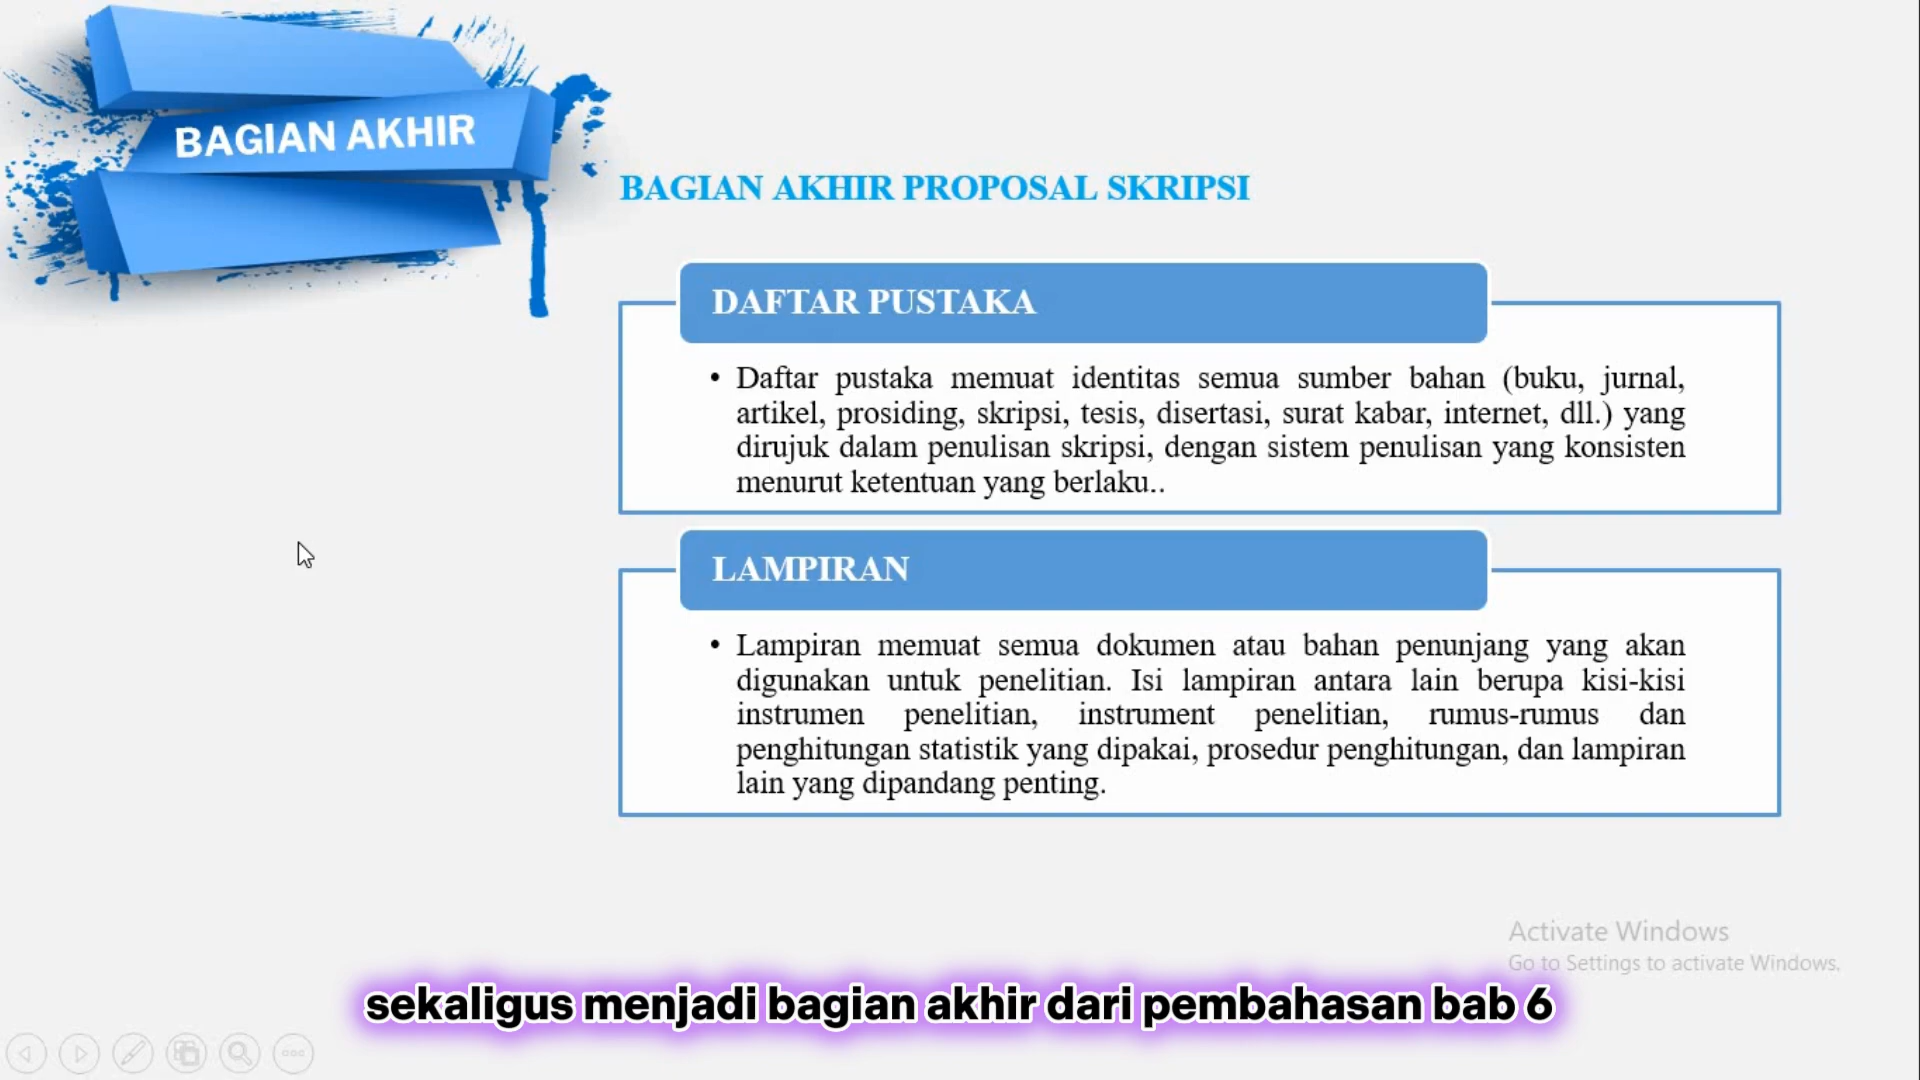 BAGIAN AKHIR
BAGIAN AKHIR PROPOSAL SKRIPSI
DAFTAR PUSTAKA
• Daftar pustaka memuat identitas semua sumber bahan (buku, jurnal,
artikel, prosiding, skripsi, tesis, disertasi, surat kabar, internet, dll.) yang
dirujuk dalam penulisan skripsi, dengan sistem penulisan yang konsisten
menurut ketentuan yang berlaku..
LAMPIRAN
• Lampiran memuat semua dokumen atau bahan penunjang yang akan
digunakan untuk penelitian. Isi lampiran antara lain berupa kisi-kisi
instrumen penelitian, instrument penelitian, rumus-rumus dan
penghitungan statistik yang dipakai, prosedur penghitungan, dan lampiran
lain yang dipandang penting.
Activate Windows
Go to Settings to activate Windows.
sekaligus menjadi bagian akhir dari pembahasan bab 6